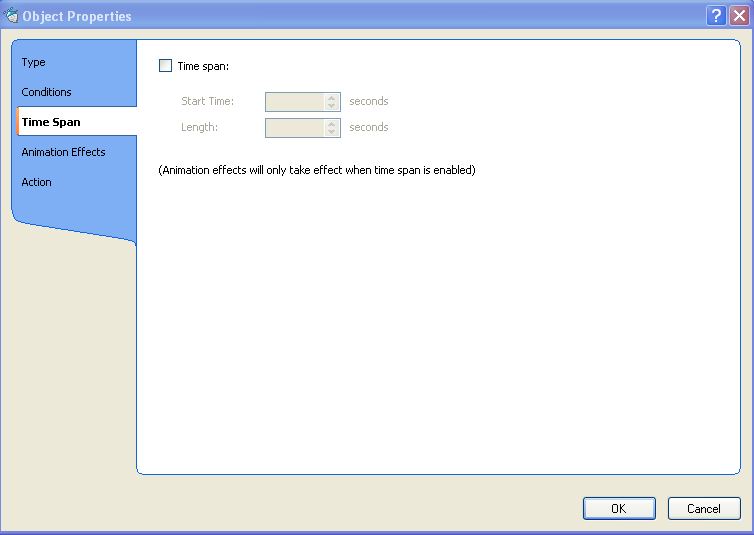 Object Properties
Type
Conditions
Time Span
Animation Effects
Action
Time span:
Start Time: seconds
Length: seconds
(Animation effects will only take effect when time span is enabled)
OK Cancel